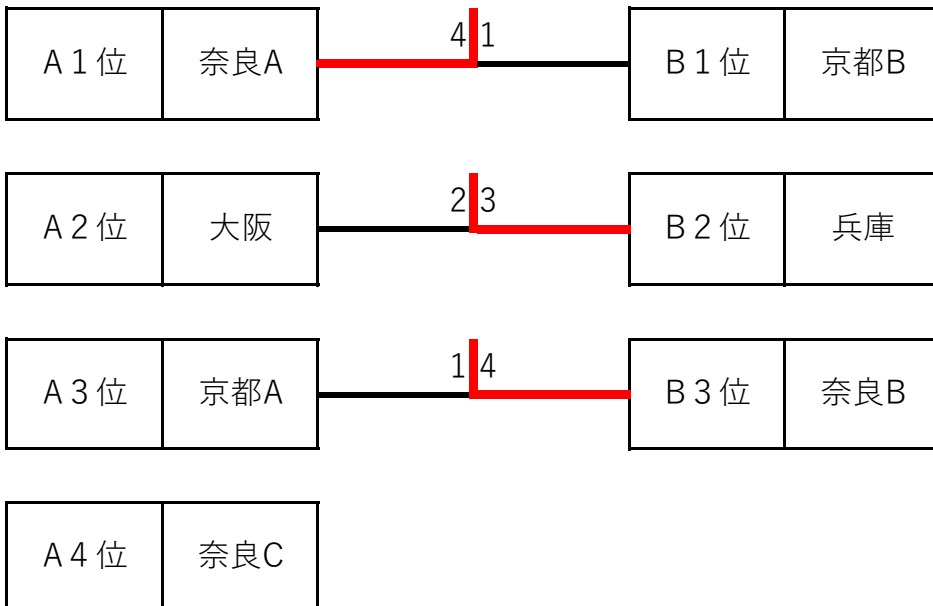 A１位 奈良A 4 1 B１位 京都B
A２位 大阪 2 3 B２位 兵庫
A３位 京都A 1 4 B３位 奈良B
A４位 奈良C